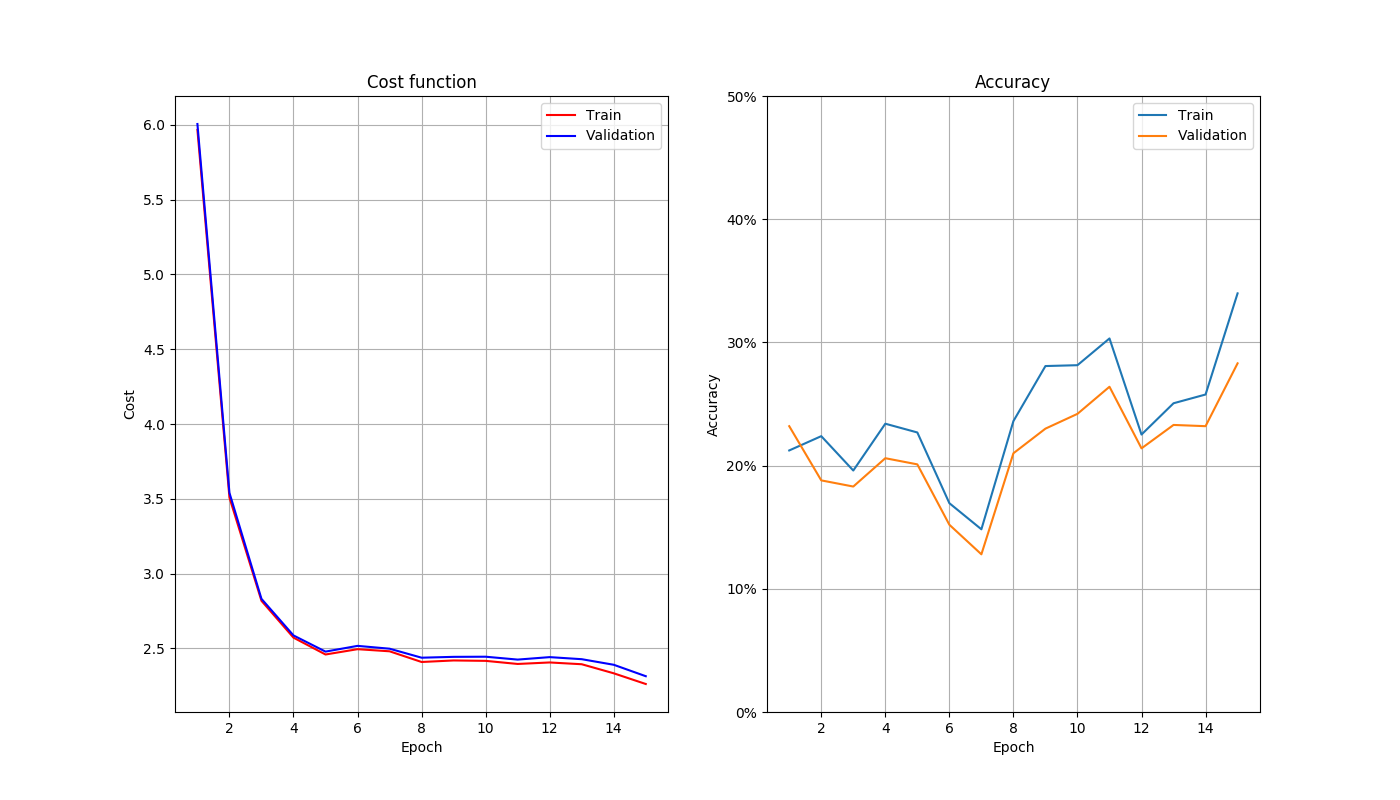 Cost function
Train
Validation
6.0
5.5
5.0
4.5
4.0
3.5
3.0
2.5
Cost
2 4 6 8 10 12 14
Epoch
Accuracy
Train
Validation
50%
40%
30%
20%
10%
0%
Accuracy
2 4 6 8 10 12 14
Epoch